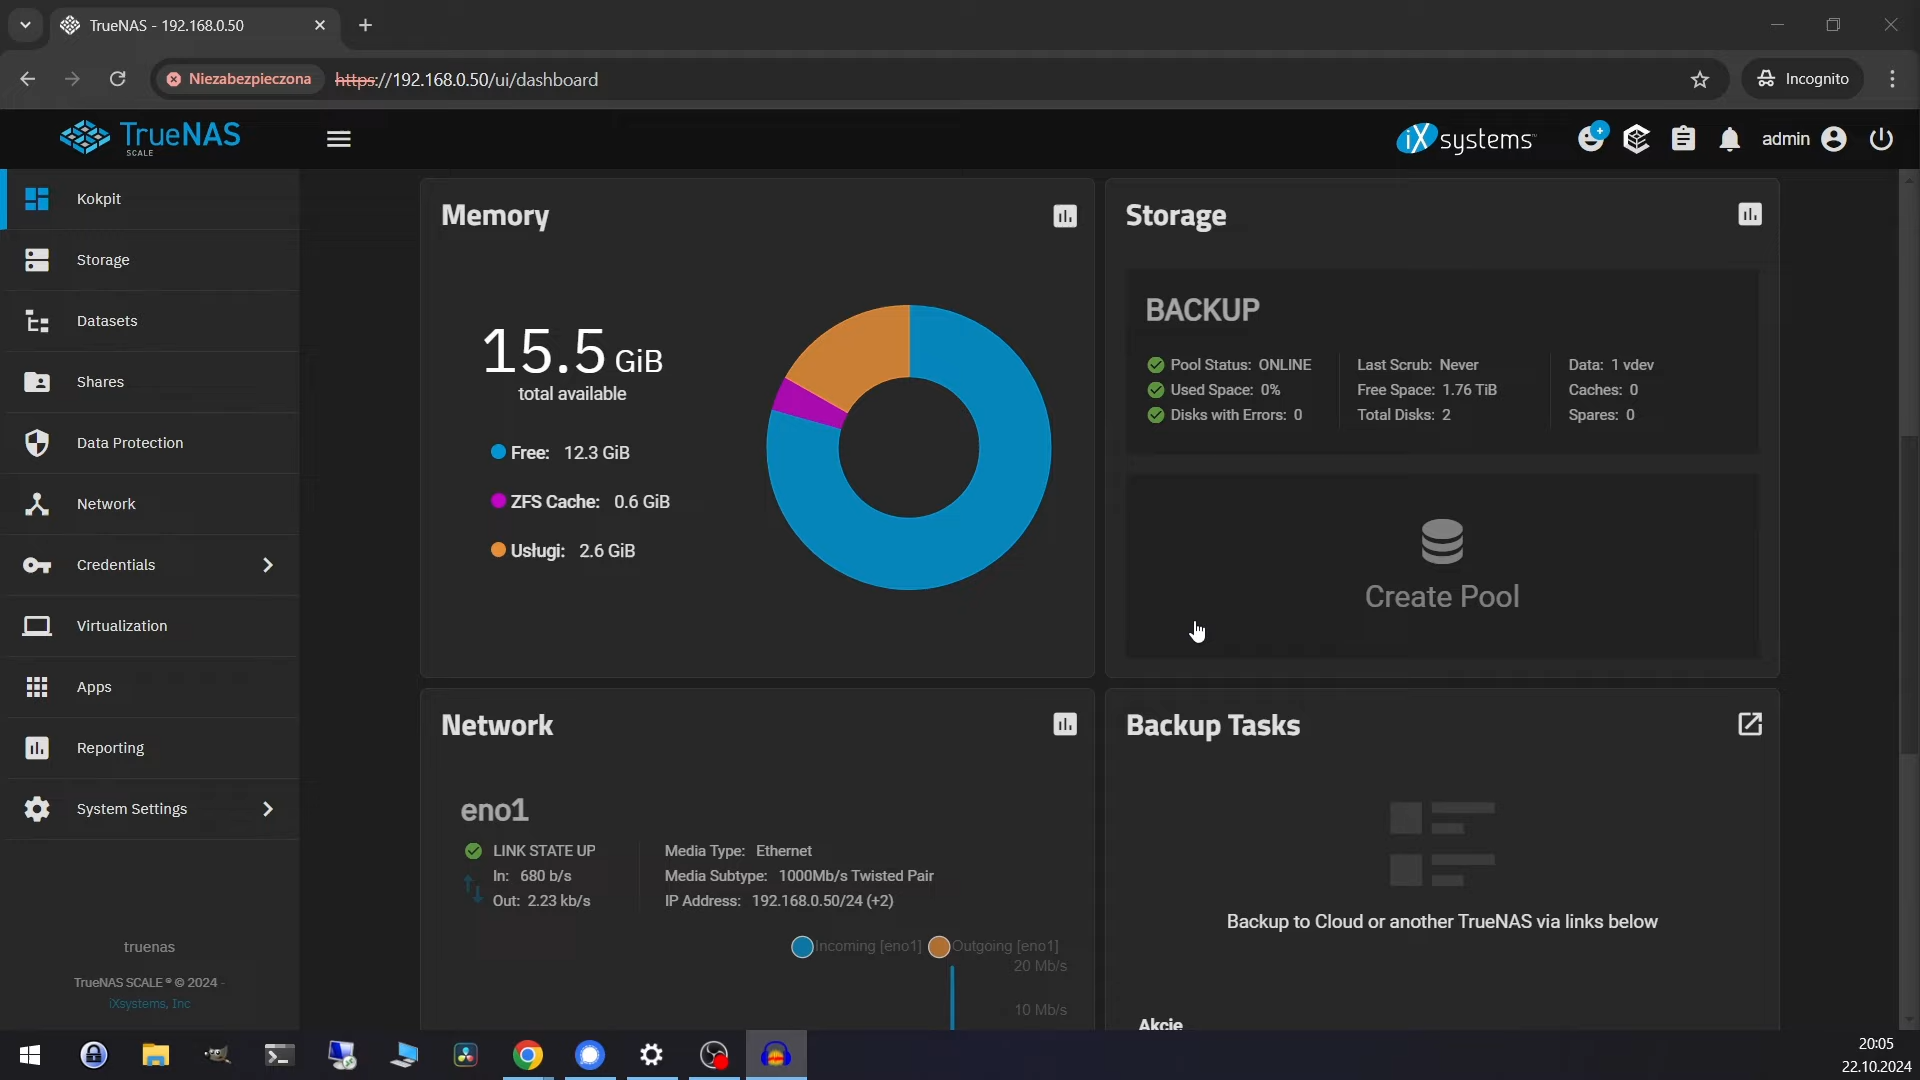 TrueNAS - 192.168.0.50
Niezabezpieczona
https://192.168.0.50/ui/dashboard
Incognito
TrueNAS
SCALE
iXsystems
admin
Kokpit
Storage
Datasets
Shares
Data Protection
Network
Credentials
Virtualization
Apps
Reporting
System Settings
truenas
TrueNAS SCALE ® © 2024 -
iXsystems, Inc
Memory
15.5 GiB
total available
Free: 12.3 GiB
ZFS Cache: 0.6 GiB
Usługi: 2.6 GiB
Storage
BACKUP
Pool Status: ONLINE
Used Space: 0%
Disks with Errors: 0
Last Scrub: Never
Free Space: 1.76 TiB
Total Disks: 2
Data: 1 vdev
Caches: 0
Spares: 0
Create Pool
Network
eno1
LINK STATE UP
In: 680 b/s
Out: 2.23 kb/s
Media Type: Ethernet
Media Subtype: 1000Mb/s Twisted Pair
IP Address: 192.168.0.50/24 (+2)
Incoming [eno1] Outgoing [eno1]
20 Mb/s
10 Mb/s
Backup Tasks
Backup to Cloud or another TrueNAS via links below
Akcje
20:05
22.10.2024